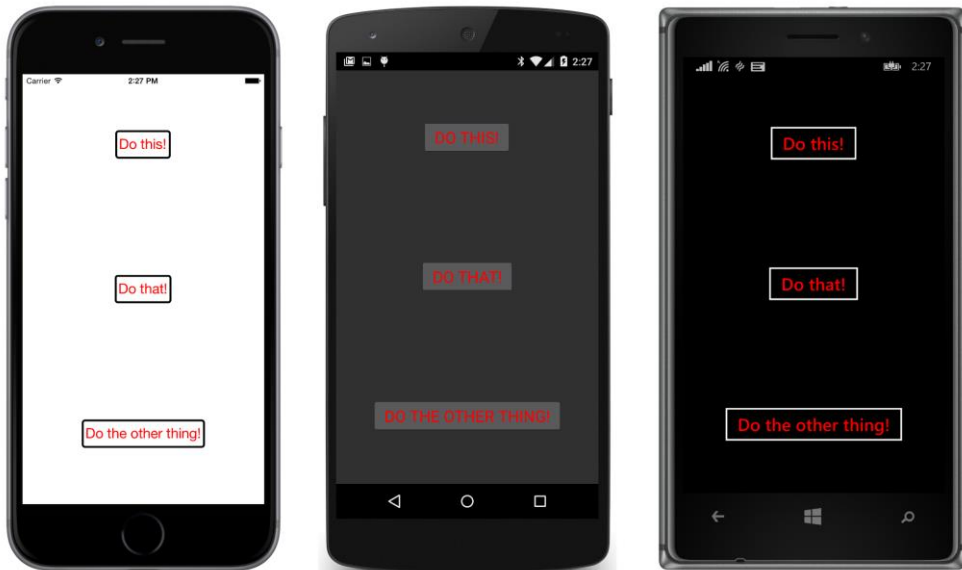 Carrier 2:27 PM
Do this!
Do that!
Do the other thing!
2:27
DO THIS!
DO THAT!
DO THE OTHER THING!
2:27
Do this!
Do that!
Do the other thing!